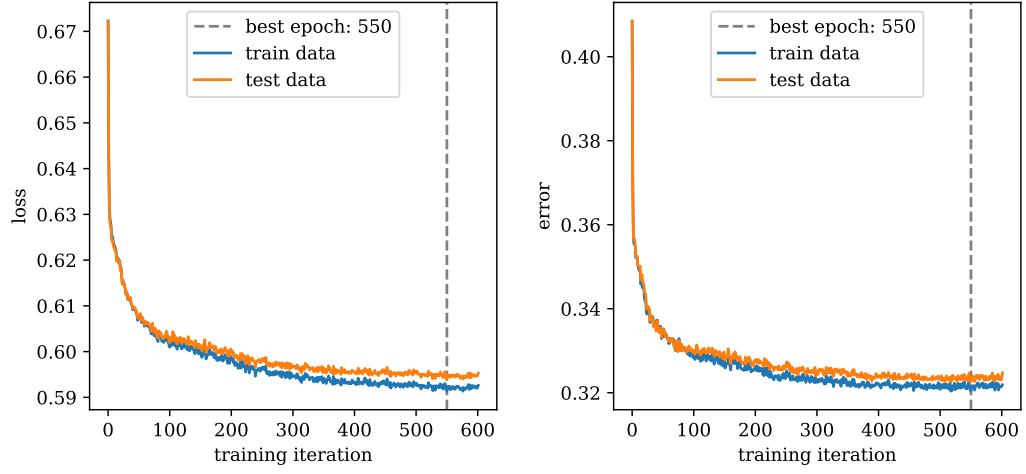 loss
0.67
0.66
0.65
0.64
0.63
0.62
0.61
0.60
0.59
best epoch: 550
train data
test data
0 100 200 300 400 500 600
training iteration
error
0.40
0.38
0.36
0.34
0.32
best epoch: 550
train data
test data
0 100 200 300 400 500 600
training iteration